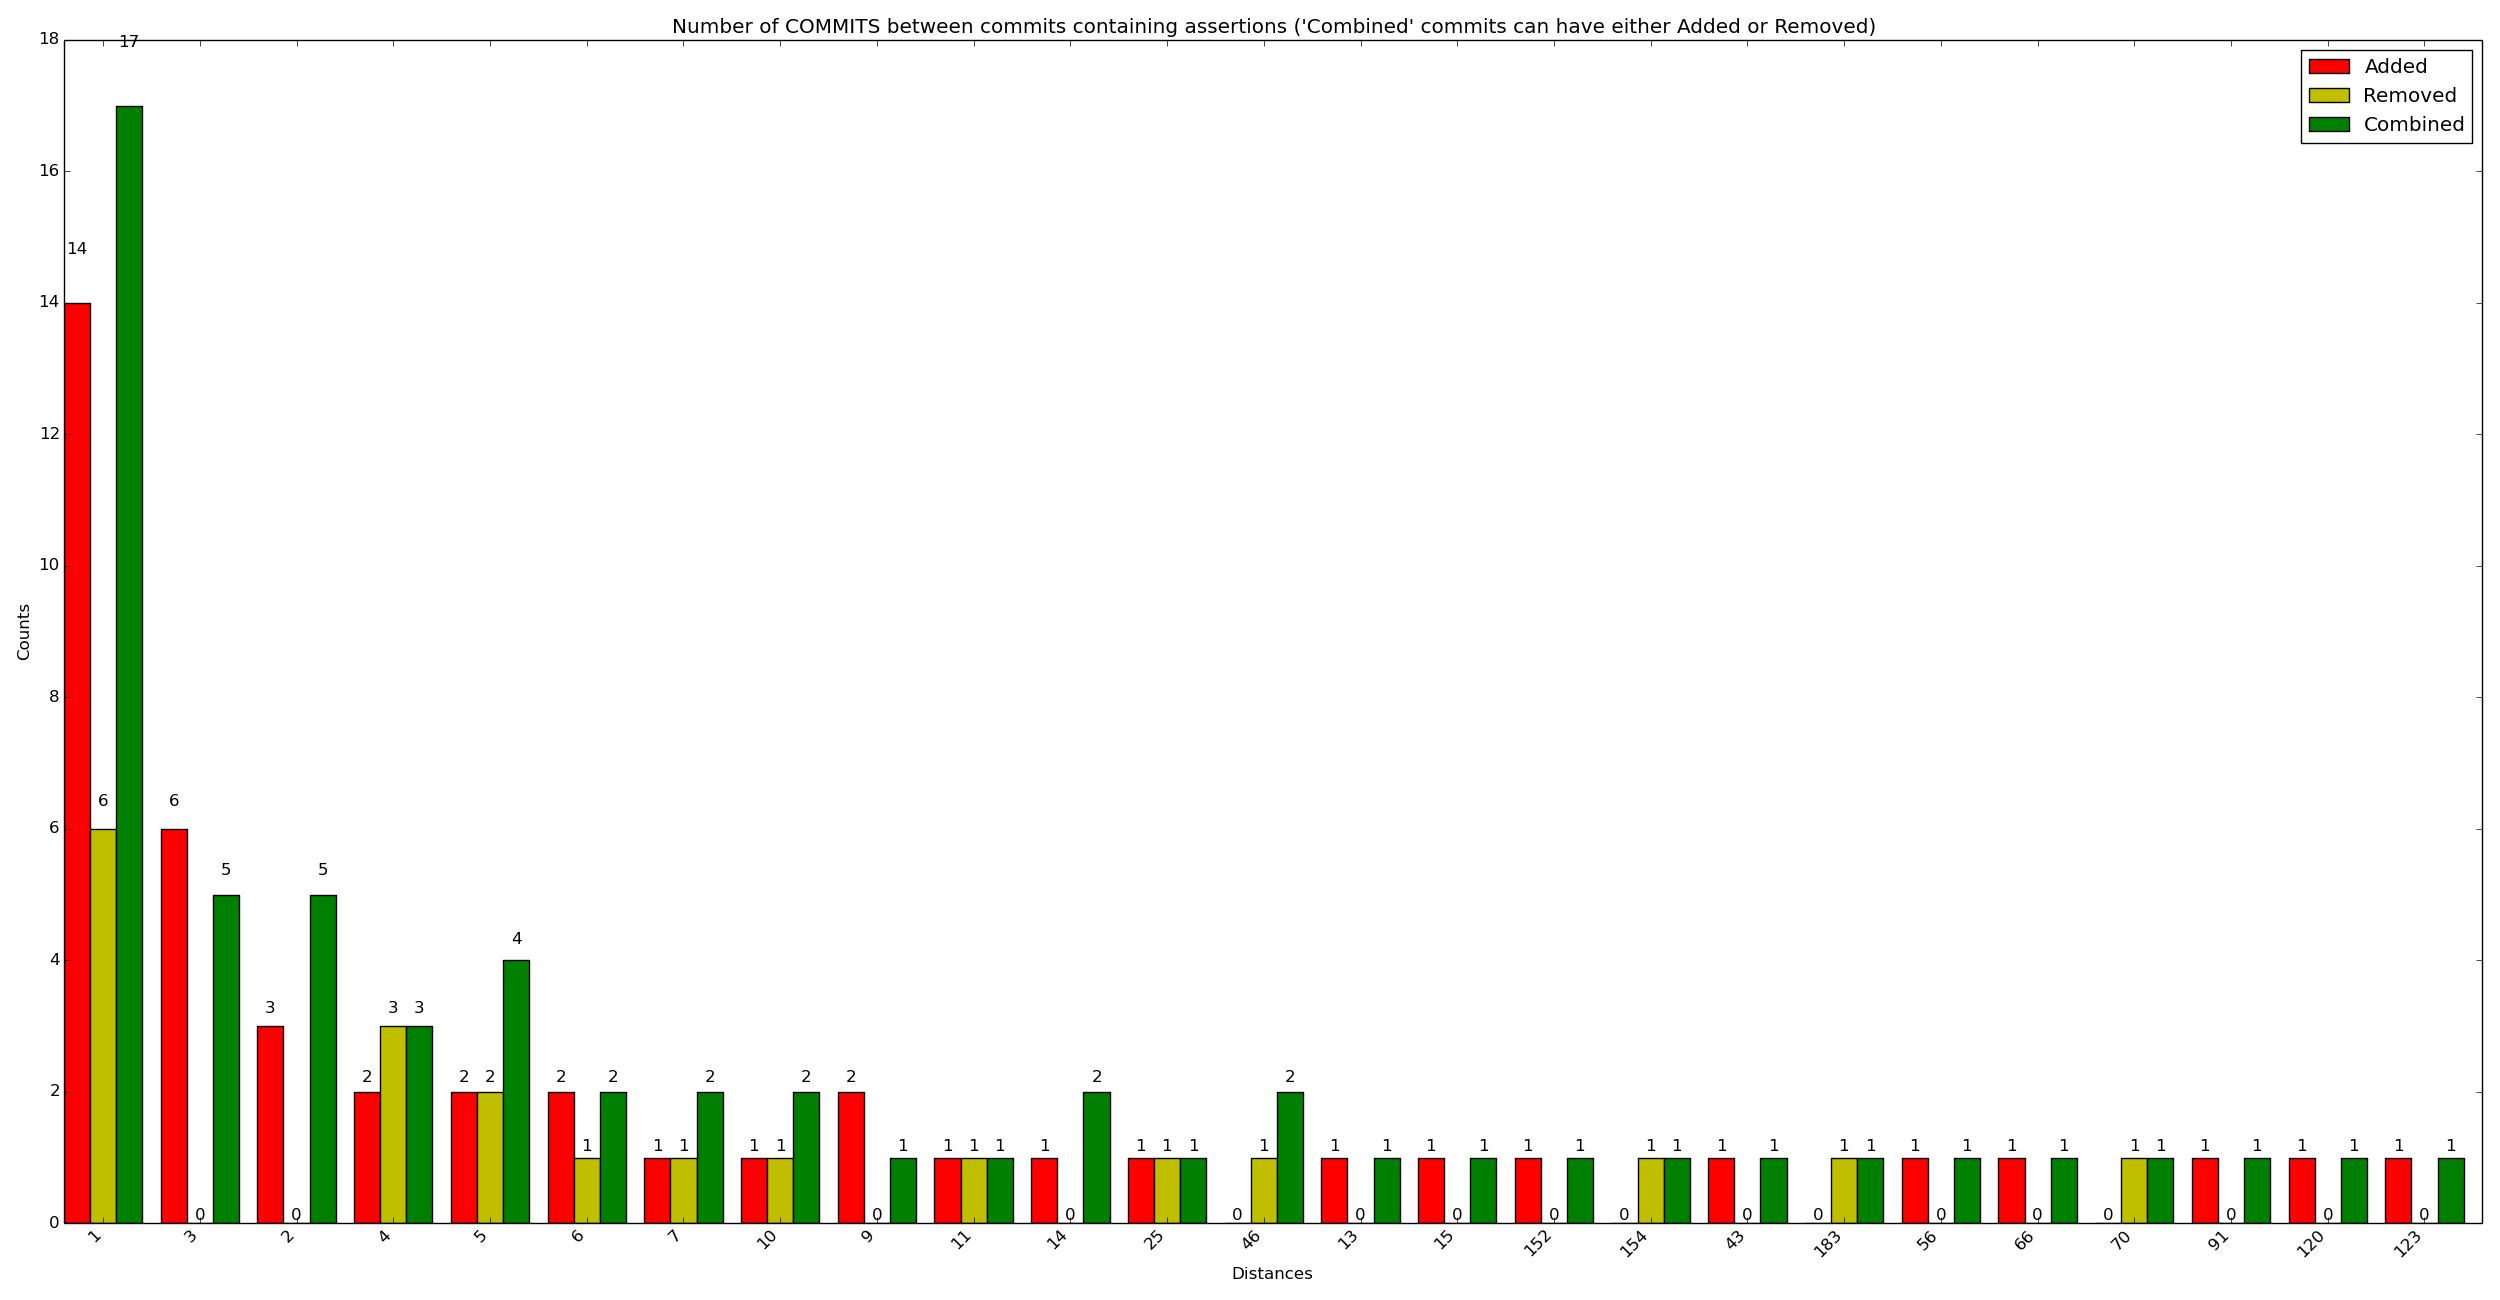 Number of COMMITS between commits containing assertions ('Combined' commits can have either Added or Removed)
Added
Removed
Combined
Counts
18
16
14
12
10
8
6
4
2
0
14 6 17
6 0 5
3 0 5
2 3 3
2 2 4
2 1 2
1 1 2
1 1 2
2 0 1
1 1 1
1 0 2
1 1 1
0 1 2
1 0 1
1 0 1
1 0 1
0 1 1
1 0 1
0 1 1
1 0 1
1 0 1
0 1 1
1 0 1
1 0 1
1 0 1
1 3 2 4 5 6 7 10 9 11 14 25 46 13 15 152 154 43 183 56 66 70 91 120 123
Distances